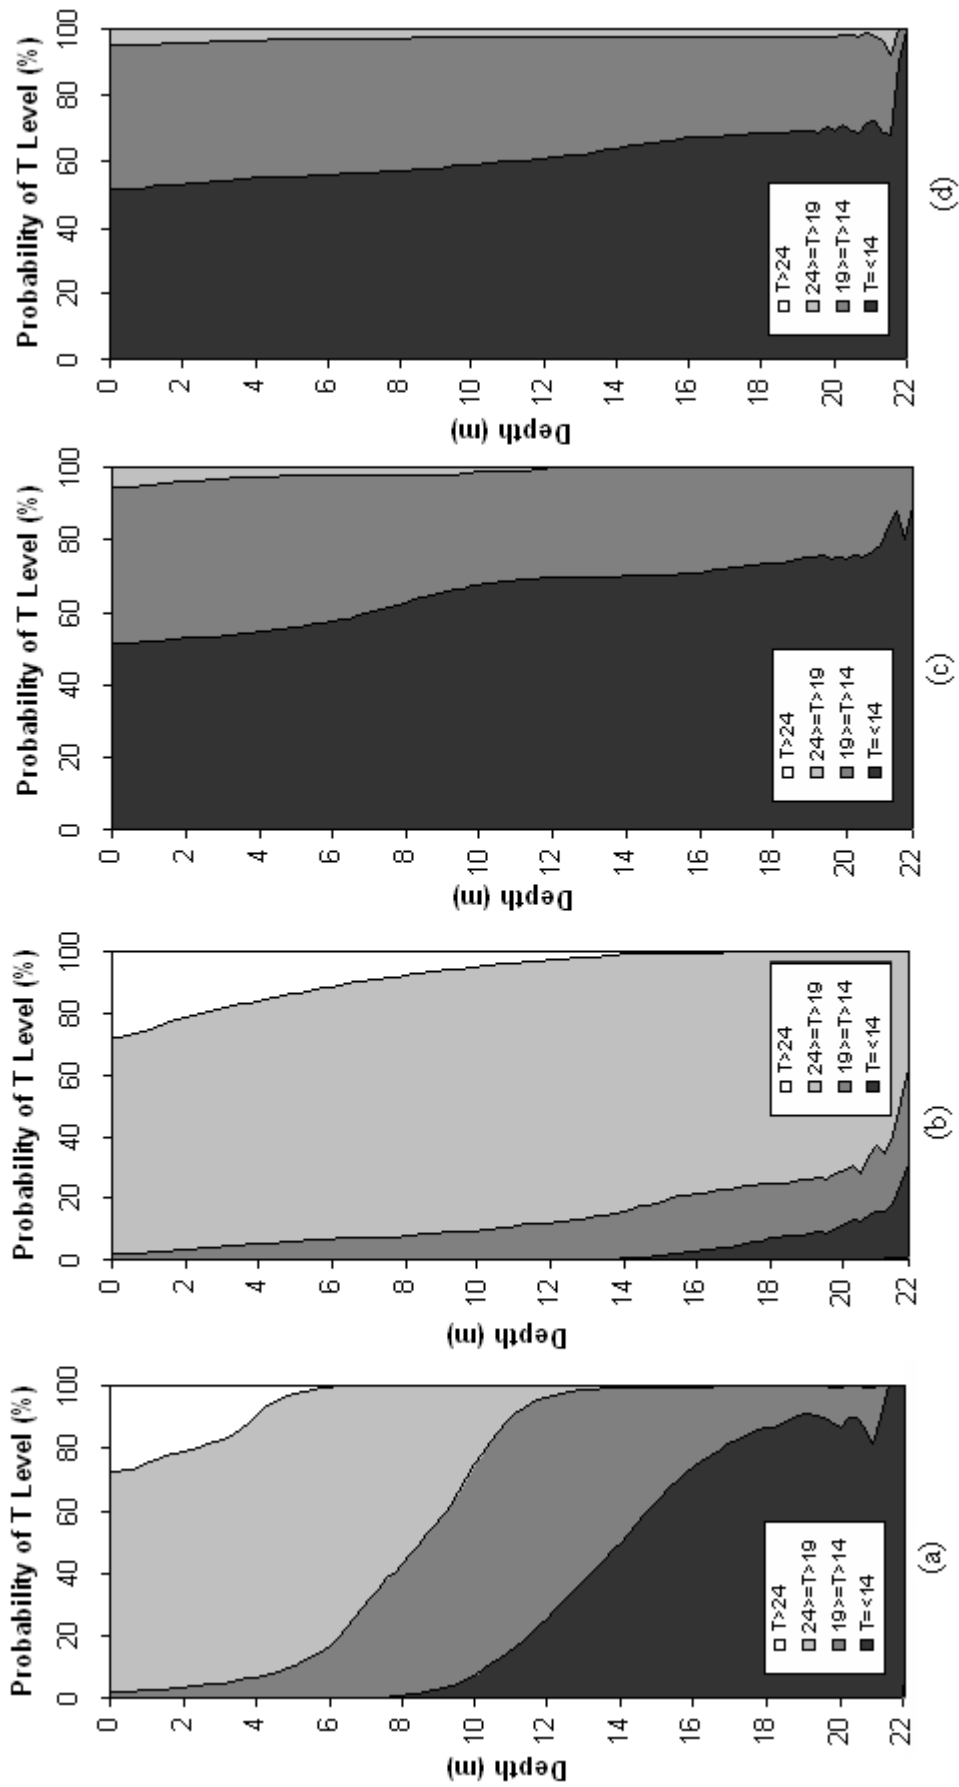 Probability of T Level (%)
0 20 40 60 80 100
0
2
4
6
8
10
12
14
16
18
20
22
Depth (m)
T>24
24>=T>19
19>=T>14
T=<14
(a)
Probability of T Level (%)
0 20 40 60 80 100
0
2
4
6
8
10
12
14
16
18
20
22
Depth (m)
T>24
24>=T>19
19>=T>14
T=<14
(b)
Probability of T Level (%)
0 20 40 60 80 100
0
2
4
6
8
10
12
14
16
18
20
22
Depth (m)
T>24
24>=T>19
19>=T>14
T=<14
(c)
Probability of T Level (%)
0 20 40 60 80 100
0
2
4
6
8
10
12
14
16
18
20
22
Depth (m)
T>24
24>=T>19
19>=T>14
T=<14
(d)